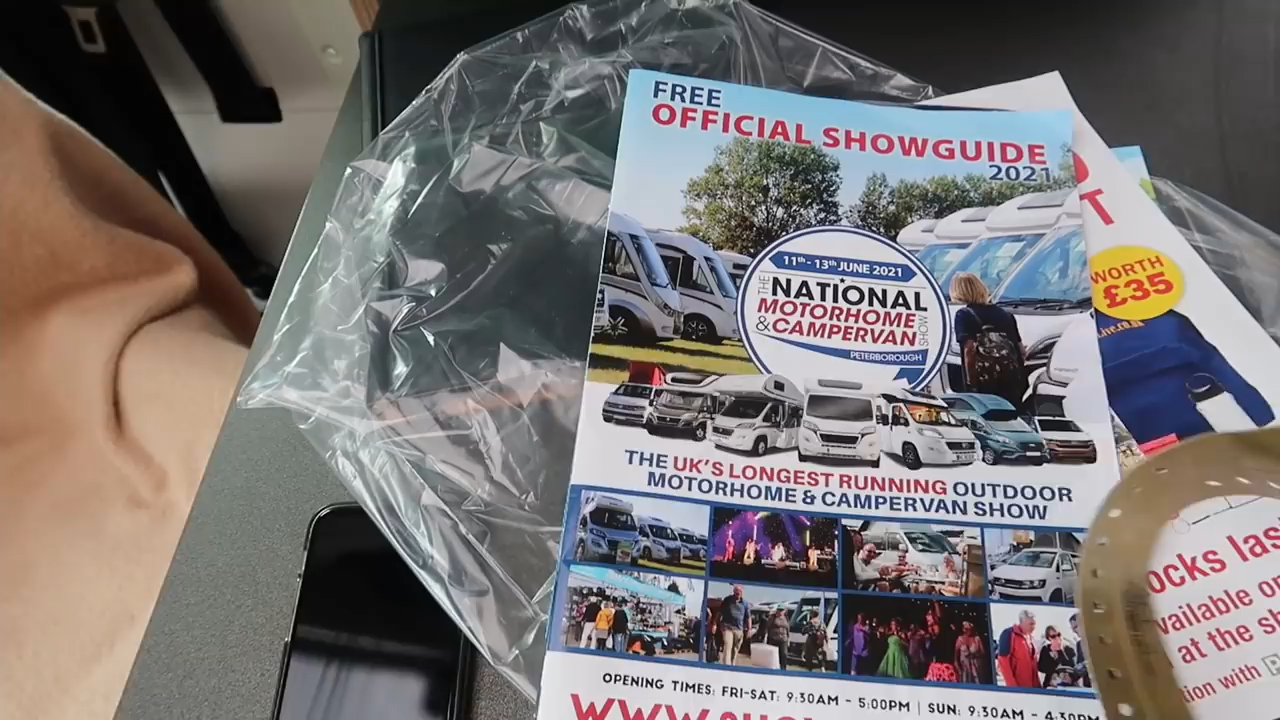 FREE
OFFICIAL SHOWGUIDE
2021
11th - 13th JUNE 2021
THE NATIONAL
MOTORHOME
& CAMPERVAN
SHOW
PETERBOROUGH
THE UK'S LONGEST RUNNING OUTDOOR
MOTORHOME & CAMPERVAN SHOW
OPENING TIMES: FRI-SAT: 9:30AM - 5:00PM | SUN: 9:30AM - 4:30PM
T
WORTH
£35
ocks las
vailable o
at the s
tion with